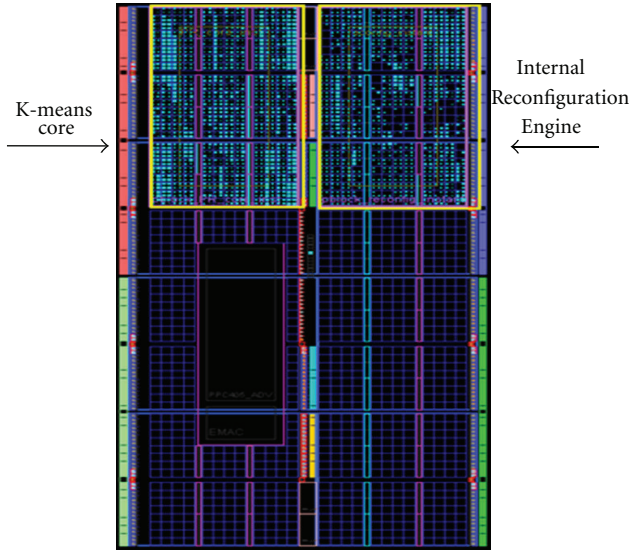 K-means
core
Internal
Reconfiguration
Engine
PPC405_ADV
EMAC